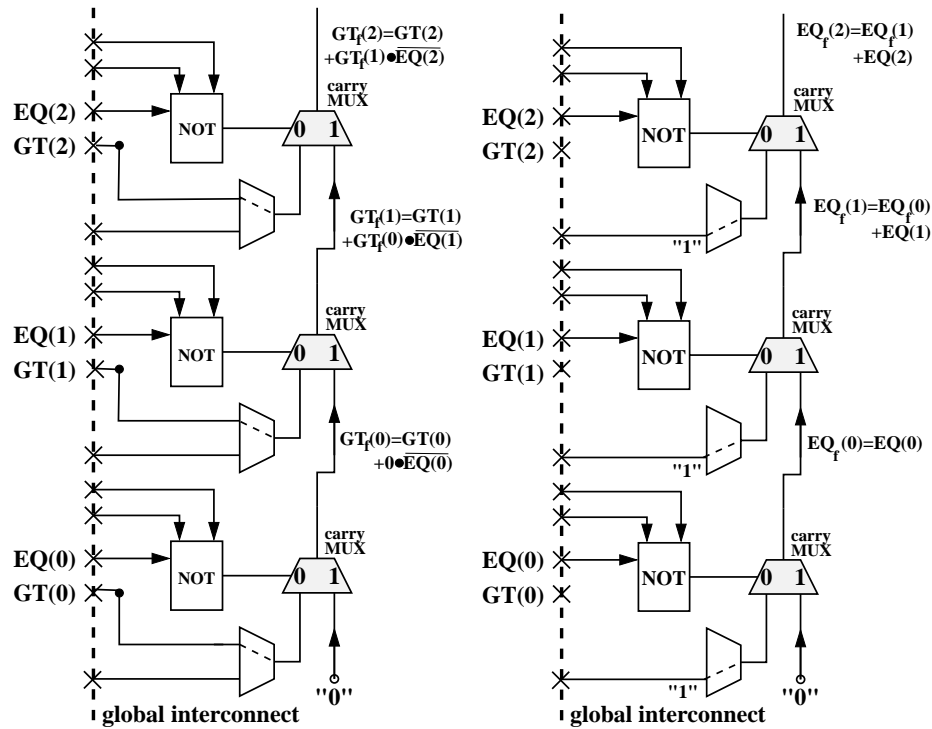 GT_f(2)=GT(2)
+GT_f(1)●\overline{EQ(2)}
carry
MUX
EQ(2)
NOT
0 1
GT(2)
GT_f(1)=GT(1)
+GT_f(0)●\overline{EQ(1)}
carry
MUX
EQ(1)
NOT
0 1
GT(1)
GT_f(0)=GT(0)
+0●\overline{EQ(0)}
carry
MUX
EQ(0)
NOT
0 1
GT(0)
"0"
global interconnect
EQ_f(2)=EQ_f(1)
+EQ(2)
carry
MUX
EQ(2)
NOT
0 1
GT(2)
EQ_f(1)=EQ_f(0)
+EQ(1)
"1"
carry
MUX
EQ(1)
NOT
0 1
GT(1)
EQ_f(0)=EQ(0)
"1"
carry
MUX
EQ(0)
NOT
0 1
GT(0)
"1"
"0"
global interconnect